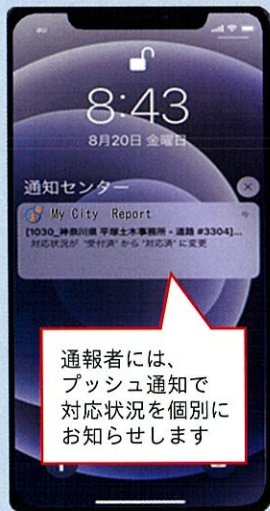 au
8:43
8月20日 金曜日
通知センター
My City Report
[1030_神奈川県 平塚土木事務所 - 道路 #3304]...
対応状況が "受付済" から "対応済" に変更
通報者には、
プッシュ通知で
対応状況を個別に
お知らせします